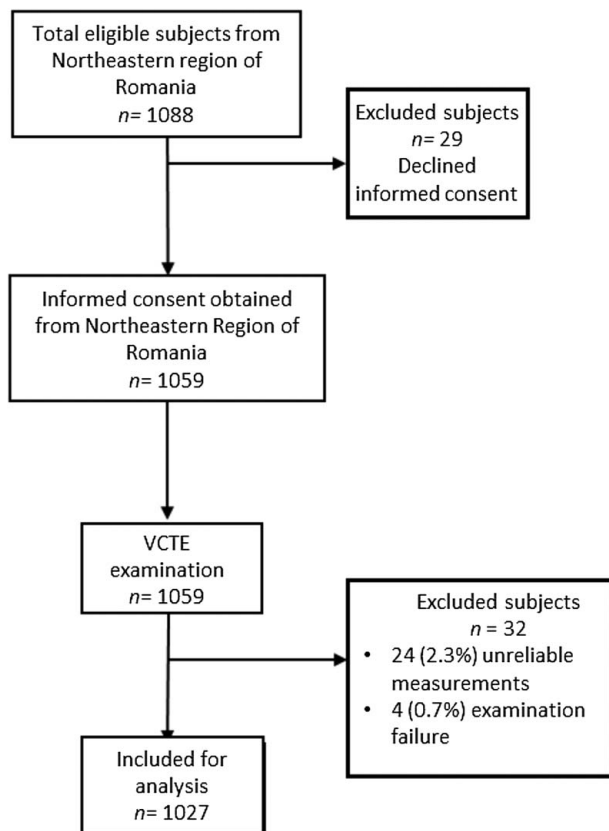 Total eligible subjects from
Northeastern region of
Romania
n= 1088
Excluded subjects
n= 29
Declined
informed consent
Informed consent obtained
from Northeastern Region of
Romania
n= 1059
VCTE
examination
n= 1059
Excluded subjects
n = 32
• 24 (2.3%) unreliable
measurements
• 4 (0.7%) examination
failure
Included for
analysis
n= 1027